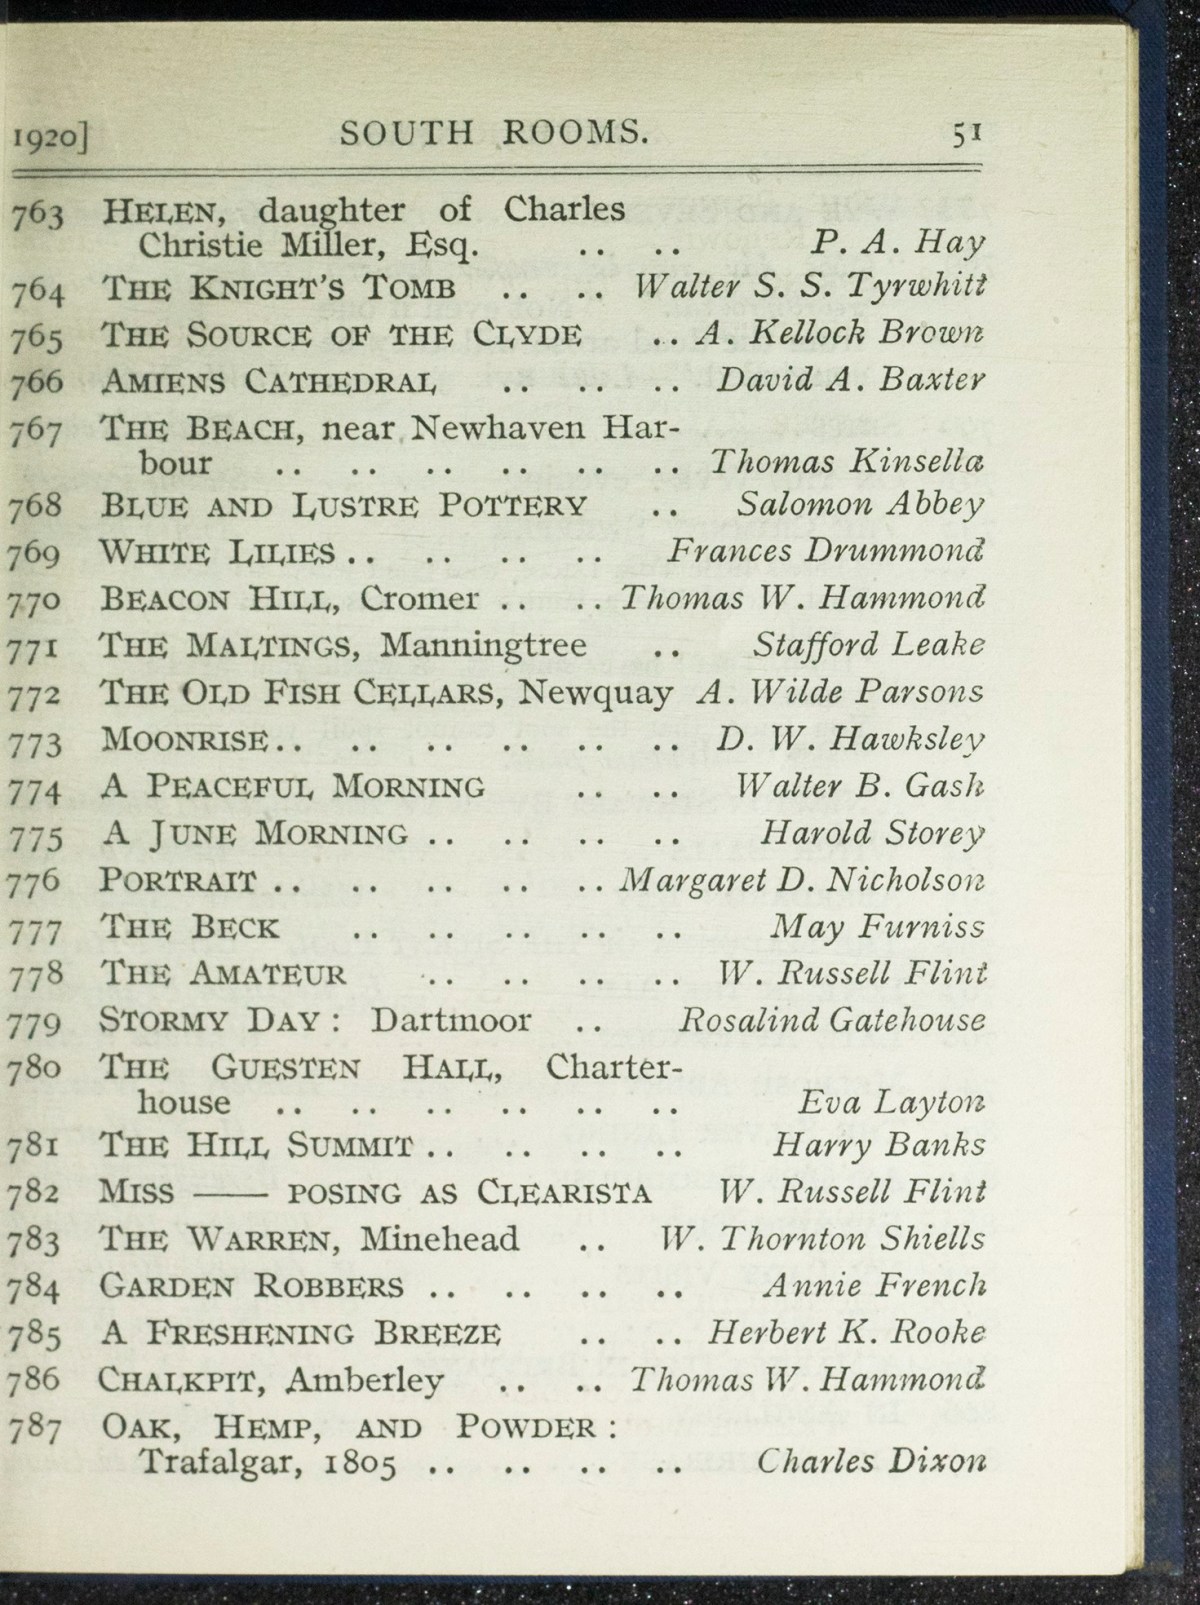 1920] SOUTH ROOMS. 51
763 HELEN, daughter of Charles
Christie Miller, Esq. .. .. P. A. Hay
764 THE KNIGHT'S TOMB .. .. Walter S. S. Tyrwhitt
765 THE SOURCE OF THE CLYDE .. A. Kellock Brown
766 AMIENS CATHEDRAL .. .. .. David A. Baxter
767 THE BEACH, near Newhaven Har-
bour .. .. .. .. .. .. Thomas Kinsella
768 BLUE AND LUSTRE POTTERY .. Salomon Abbey
769 WHITE LILIES .. .. .. .. Frances Drummond
770 BEACON HILL, Cromer .. .. Thomas W. Hammond
771 THE MALTINGS, Manningtree .. Stafford Leake
772 THE OLD FISH CELLARS, Newquay A. Wilde Parsons
773 MOONRISE .. .. .. .. .. .. D. W. Hawksley
774 A PEACEFUL MORNING .. .. Walter B. Gash
775 A JUNE MORNING .. .. .. .. Harold Storey
776 PORTRAIT .. .. .. .. .. Margaret D. Nicholson
777 THE BECK .. .. .. .. .. May Furniss
778 THE AMATEUR .. .. .. .. W. Russell Flint
779 STORMY DAY : Dartmoor .. Rosalind Gatehouse
780 THE GUESTEN HALL, Charter-
house .. .. .. .. .. .. Eva Layton
781 THE HILL SUMMIT .. .. .. .. Harry Banks
782 MISS —— POSING AS CLEARISTA W. Russell Flint
783 THE WARREN, Minehead .. W. Thornton Shiells
784 GARDEN ROBBERS .. .. .. .. Annie French
785 A FRESHENING BREEZE .. .. Herbert K. Rooke
786 CHALKPIT, Amberley .. .. Thomas W. Hammond
787 OAK, HEMP, AND POWDER :
Trafalgar, 1805 .. .. .. .. Charles Dixon